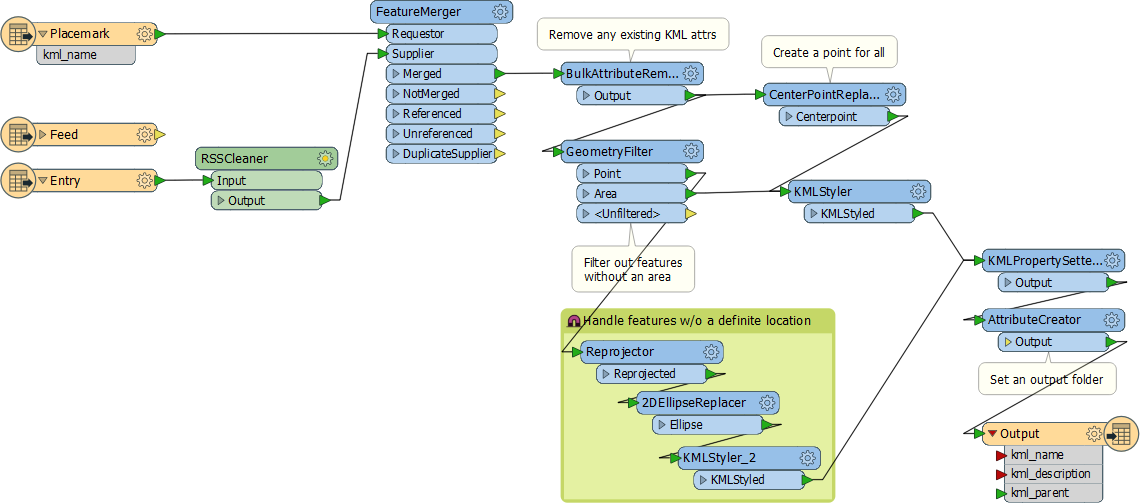 Placemark
kml_name
Feed
Entry
RSSCleaner
Input
Output
FeatureMerger
Requestor
Supplier
Merged
NotMerged
Referenced
Unreferenced
DuplicateSupplier
Remove any existing KML attrs
BulkAttributeRem...
Output
Create a point for all
CenterPointRepla...
Centerpoint
GeometryFilter
Point
Area
<Unfiltered>
Filter out features
without an area
KMLStyler
KMLStyled
Handle features w/o a definite location
Reprojector
Reprojected
2DEllipseReplacer
Ellipse
KMLStyler_2
KMLStyled
KMLPropertySette...
Output
AttributeCreator
Output
Set an output folder
Output
kml_name
kml_description
kml_parent